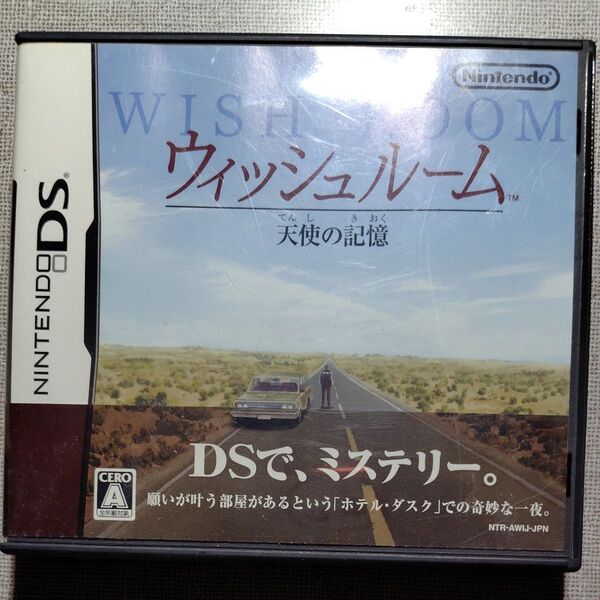 Nintendo
WISH ROOM
ウィッシュルーム™
てんし きおく
天使の記憶
NINTENDO DS
DSで、ミステリー。
CERO
A
全年齢対象
願いが叶う部屋があるという「ホテル・ダスク」での奇妙な一夜。
NTR-AWIJ-JPN